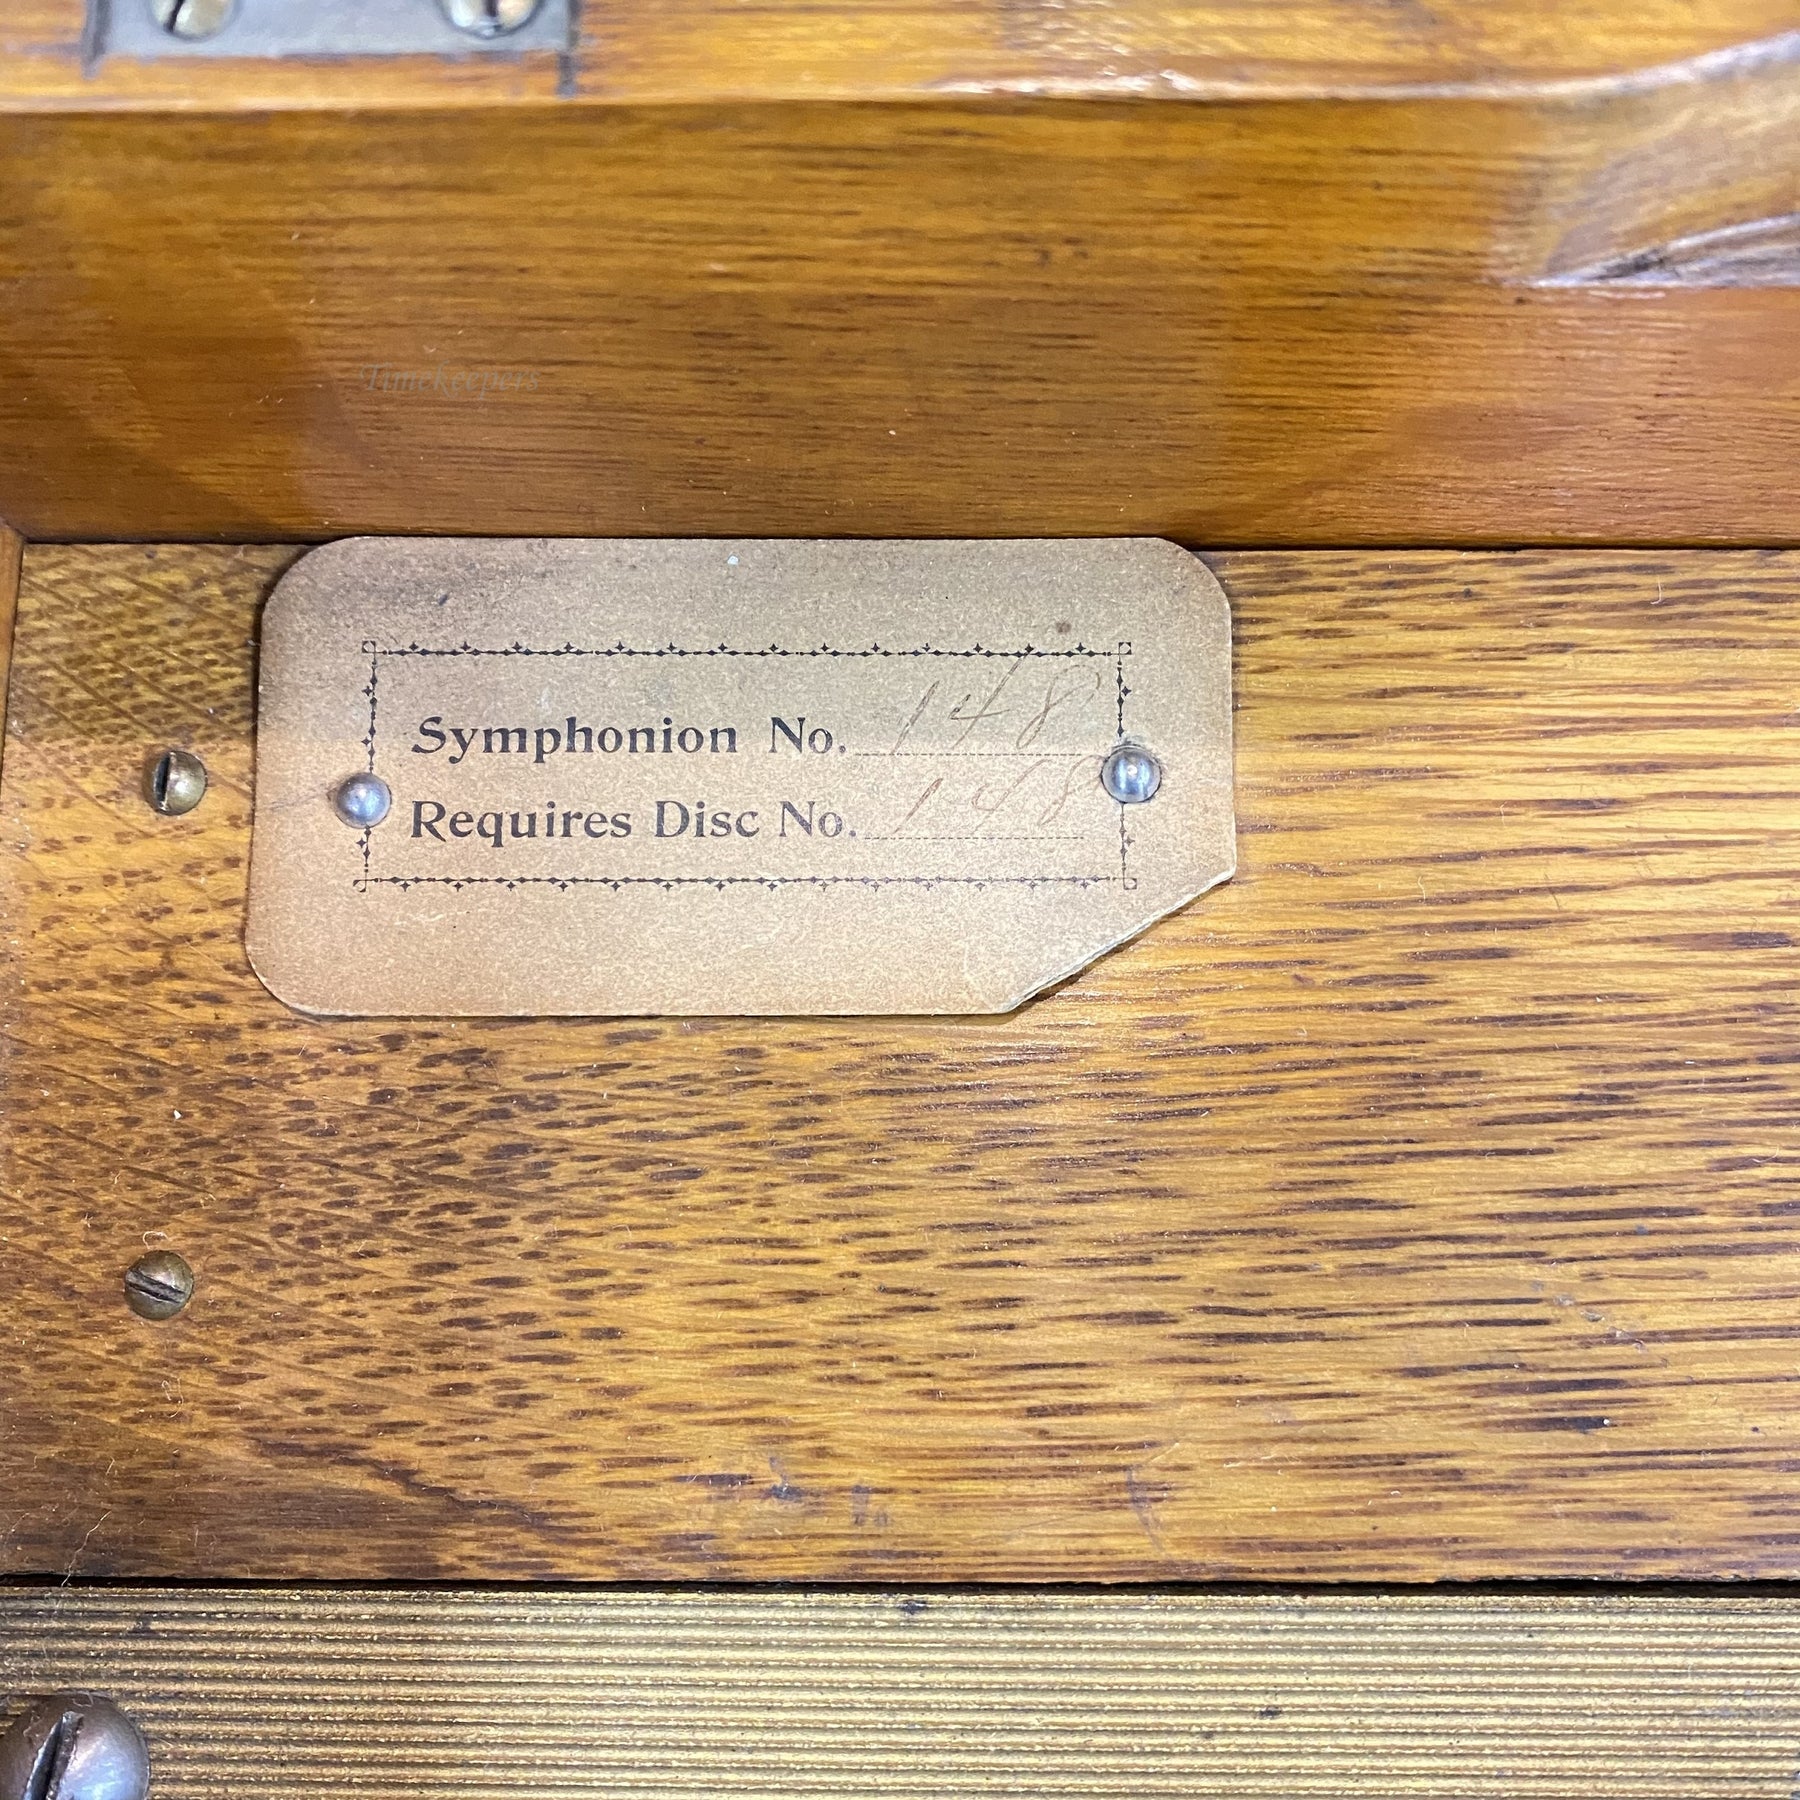 Timekeepers
Symphonion No. 148
Requires Disc No. 148